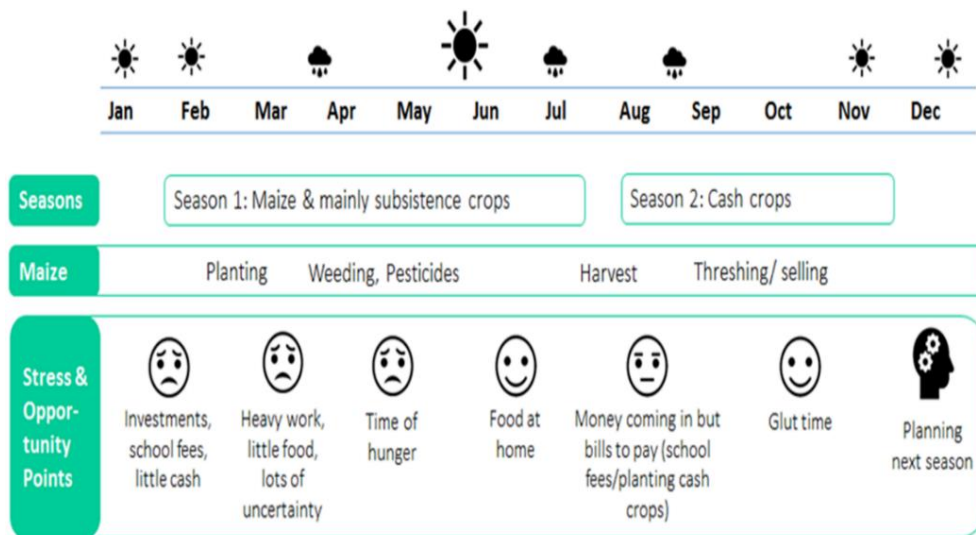 Jan Feb Mar Apr May Jun Jul Aug Sep Oct Nov Dec
Seasons
Season 1: Maize & mainly subsistence crops
Season 2: Cash crops
Maize
Planting
Weeding, Pesticides
Harvest
Threshing/ selling
Stress &
Oppor-
tunity
Points
Investments,
school fees,
little cash
Heavy work,
little food,
lots of
uncertainty
Time of
hunger
Food at
home
Money coming in but
bills to pay (school
fees/planting cash
crops)
Glut time
Planning
next season